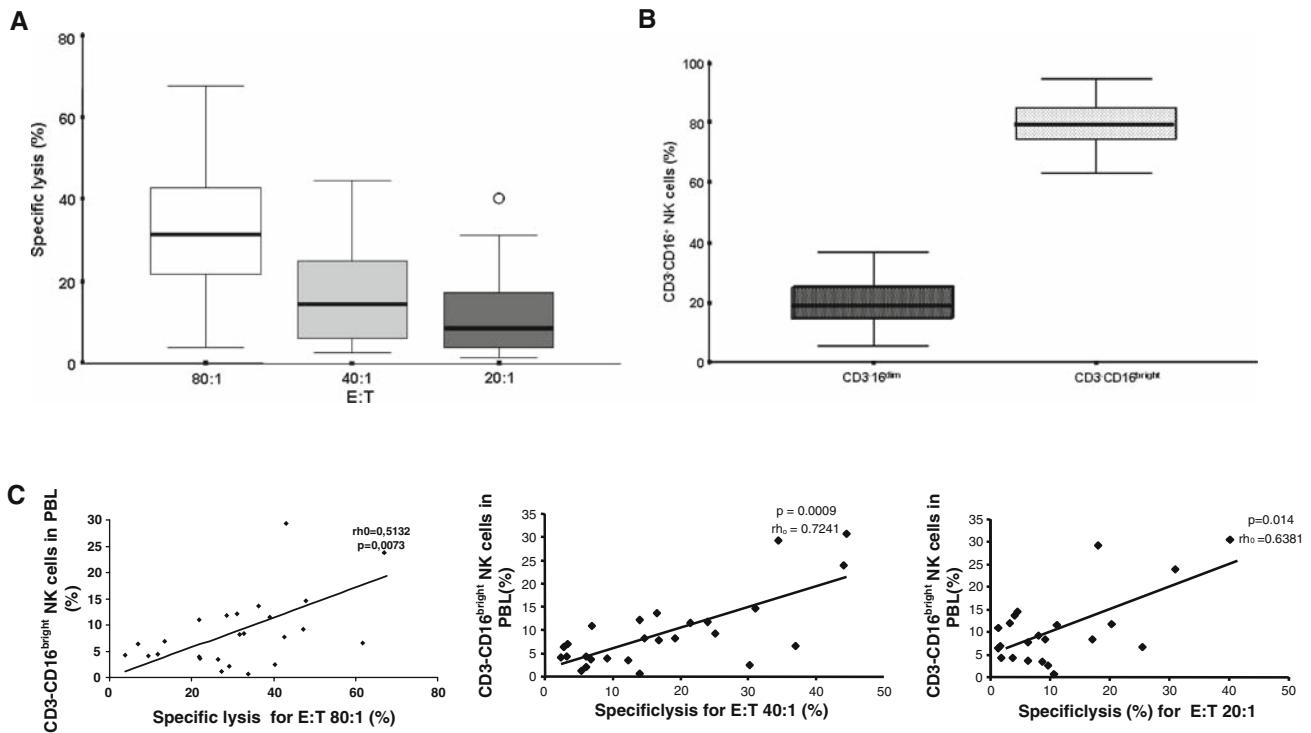 A
80
60
40
20
0
Specific lysis (%)
80:1 40:1 20:1
E:T
B
100
80
60
40
20
0
CD3-CD16+ NK cells (%)
CD3-16dim CD3-CD16bright
C
CD3-CD16bright NK cells in PBL
(%)
30
25
20
15
10
5
0
rh0=0,5132
p=0,0073
0 20 40 60 80
Specific lysis for E:T 80:1 (%)
CD3-CD16bright NK cells in
PBL(%)
35
30
25
20
15
10
5
0
p = 0.0009
rho = 0.7241
0 10 20 30 40 50
Specificlysis for E:T 40:1 (%)
CD3-CD16bright NK cells in
PBL(%)
35
30
25
20
15
10
5
0
p=0.014
rh0 =0.6381
0 10 20 30 40 50
Specificlysis (%) for E:T 20:1